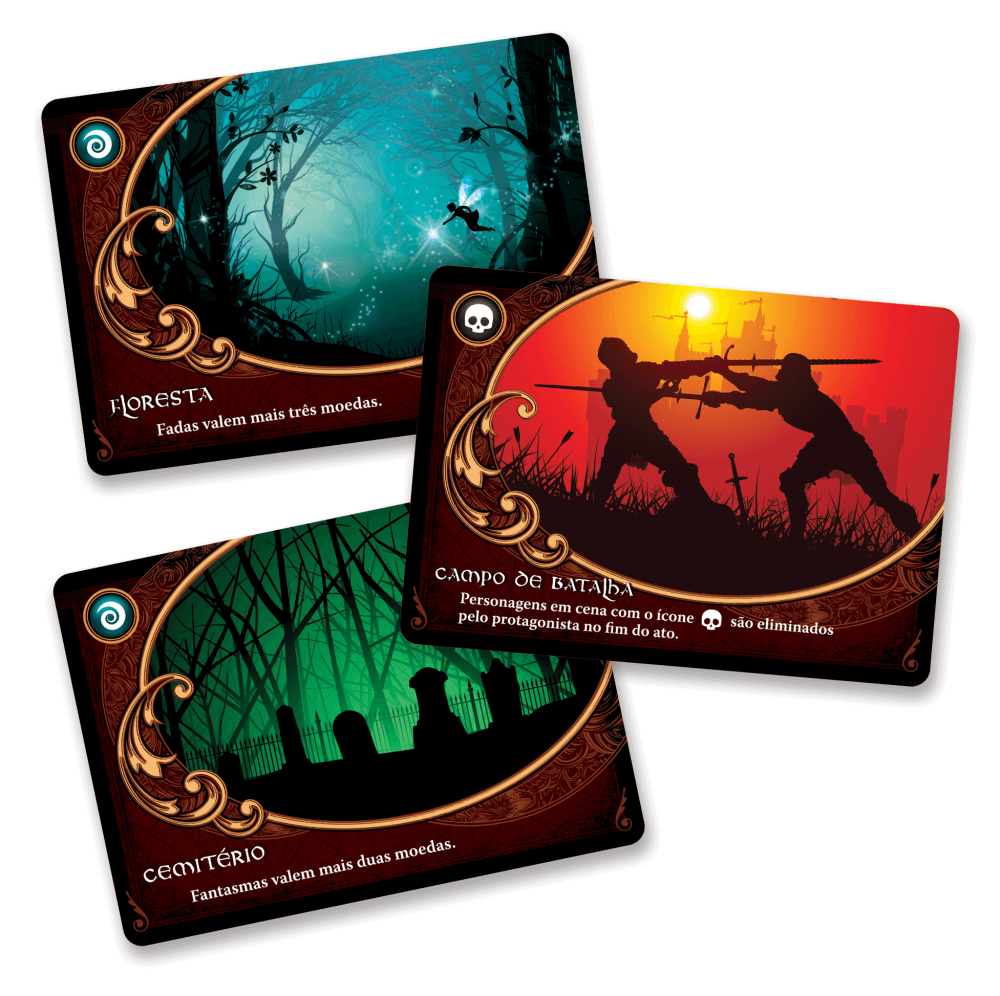 FLORESTA
Fadas valem mais três moedas.
CAMPO DE BATALHA
Personagens em cena com o ícone são eliminados
pelo protagonista no fim do ato.
CEMITÉRIO
Fantasmas valem mais duas moedas.